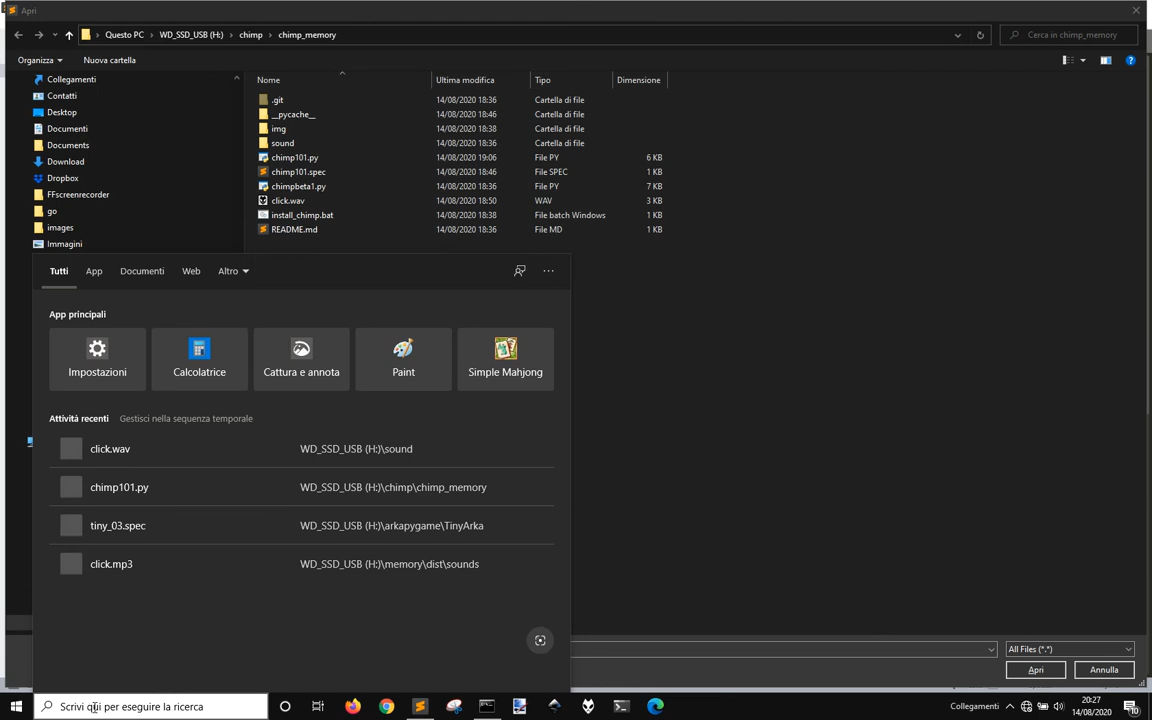 Apri
Questo PC
WD_SSD_USB (H:)
chimp
chimp_memory
Cerca in chimp_memory
Organizza
Nuova cartella
Collegamenti
Contatti
Desktop
Documenti
Documents
Download
Dropbox
FFscreenrecorder
go
images
Immagini
Nome Ultima modifica Tipo Dimensione
.git 14/08/2020 18:36 Cartella di file
__pycache__ 14/08/2020 18:46 Cartella di file
img 14/08/2020 18:38 Cartella di file
sound 14/08/2020 18:36 Cartella di file
chimp101.py 14/08/2020 19:06 File PY 6 KB
chimp101.spec 14/08/2020 18:46 File SPEC 1 KB
chimpbeta1.py 14/08/2020 18:36 File PY 7 KB
click.wav 14/08/2020 18:50 WAV 3 KB
install_chimp.bat 14/08/2020 18:38 File batch Windows 1 KB
README.md 14/08/2020 18:36 File MD 1 KB
Tutti App Documenti Web Altro
App principali
Impostazioni
Calcolatrice
Cattura e annota
Paint
Simple Mahjong
Attività recenti Gestisci nella sequenza temporale
click.wav WD_SSD_USB (H:)\sound
chimp101.py WD_SSD_USB (H:)\chimp\chimp_memory
tiny_03.spec WD_SSD_USB (H:)\arkapygame\TinyArka
click.mp3 WD_SSD_USB (H:)\memory\dist\sounds
All Files (*.*)
Apri
Annulla
Scrivi qui per eseguire la ricerca
Collegamenti
20:27
14/08/2020
10